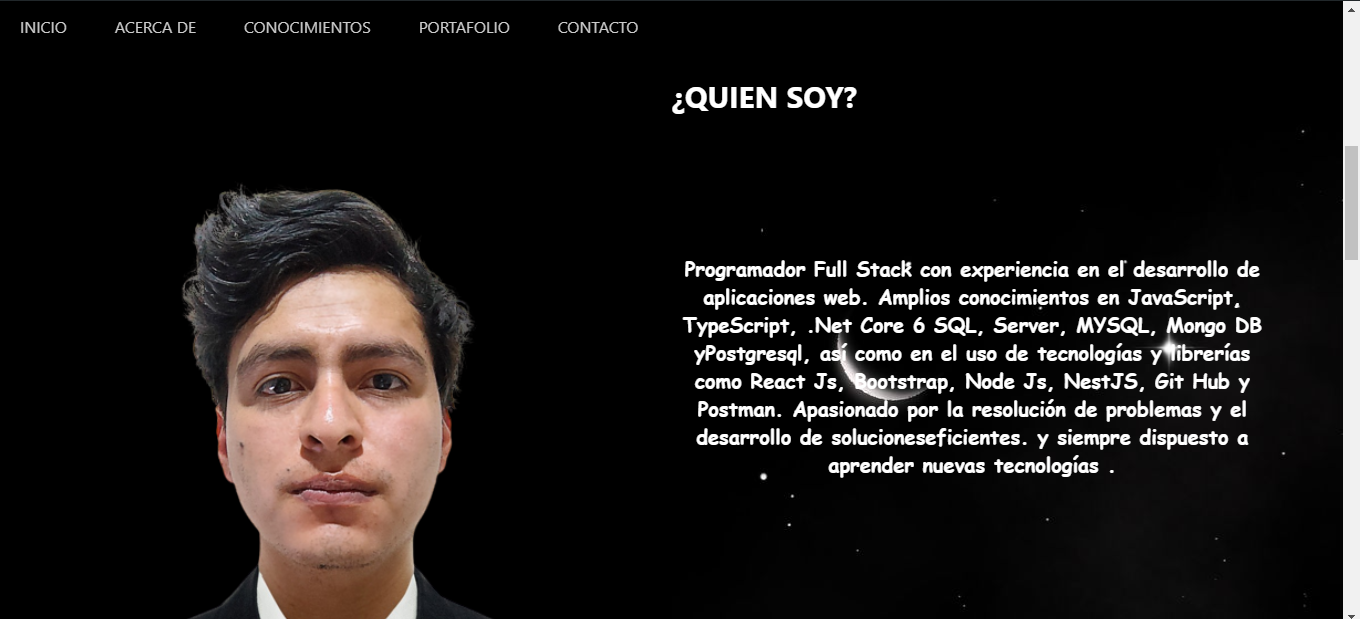 INICIO ACERCA DE CONOCIMIENTOS PORTAFOLIO CONTACTO
¿QUIEN SOY?
Programador Full Stack con experiencia en el desarrollo de
aplicaciones web. Amplios conocimientos en JavaScript,
TypeScript, .Net Core 6 SQL, Server, MYSQL, Mongo DB
yPostgresql, así como en el uso de tecnologías y librerías
como React Js, Bootstrap, Node Js, NestJS, Git Hub y
Postman. Apasionado por la resolución de problemas y el
desarrollo de solucioneseficientes. y siempre dispuesto a
aprender nuevas tecnologías .